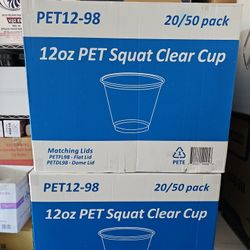 PET12-98 20/50 pack
12oz PET Squat Clear Cup
Matching Lids
PETFL98 - Flat Lid
PETDL98 - Dome Lid
PETE
PET12-98 20/50 pack
12oz PET Squat Clear Cup